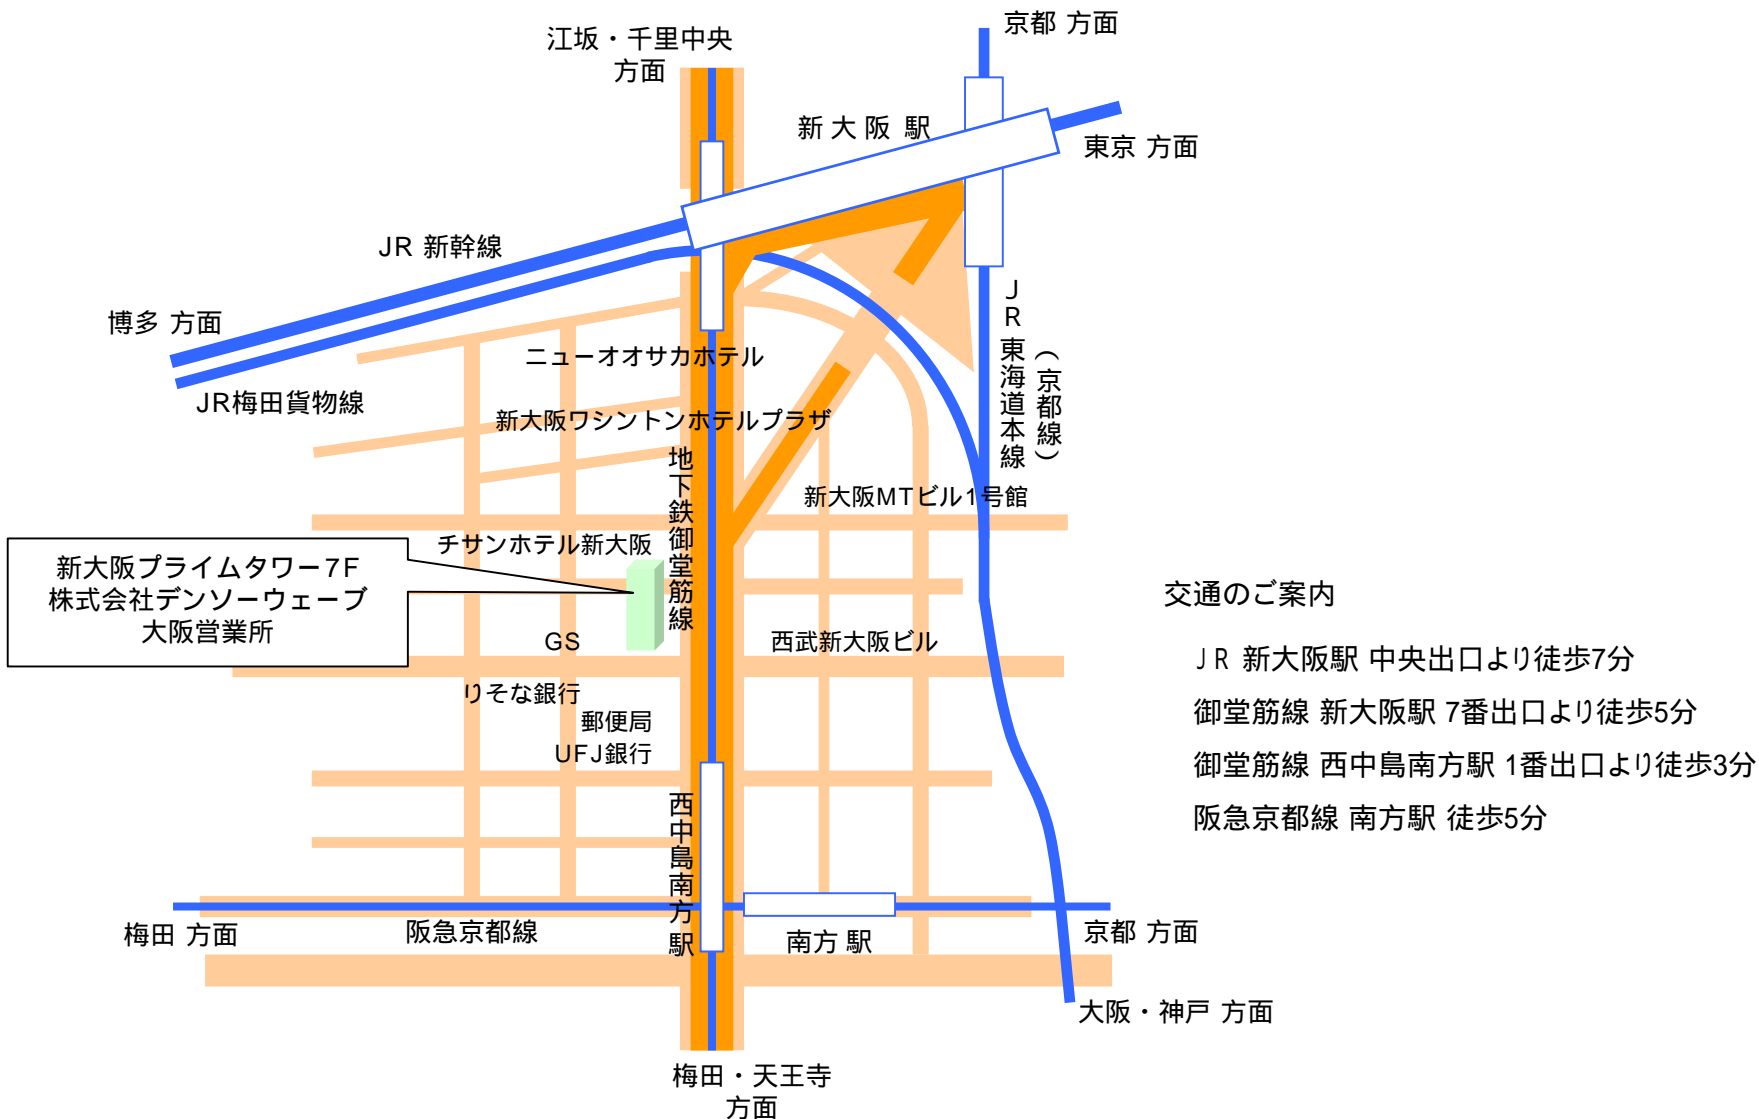 江坂・千里中央
方面
京都 方面
新大阪 駅
東京 方面
JR 新幹線
博多 方面
JR梅田貨物線
JR東海道本線
(京都線)
ニューオオサカホテル
新大阪ワシントンホテルプラザ
地下鉄御堂筋線
新大阪MTビル1号館
チサンホテル新大阪
新大阪プライムタワー7F
株式会社デンソーウェーブ
大阪営業所
GS
西武新大阪ビル
りそな銀行
郵便局
UFJ銀行
西中島南方駅
梅田 方面
阪急京都線
南方 駅
京都 方面
大阪・神戸 方面
梅田・天王寺
方面
交通のご案内
JR 新大阪駅 中央出口より徒歩7分
御堂筋線 新大阪駅 7番出口より徒歩5分
御堂筋線 西中島南方駅 1番出口より徒歩3分
阪急京都線 南方駅 徒歩5分